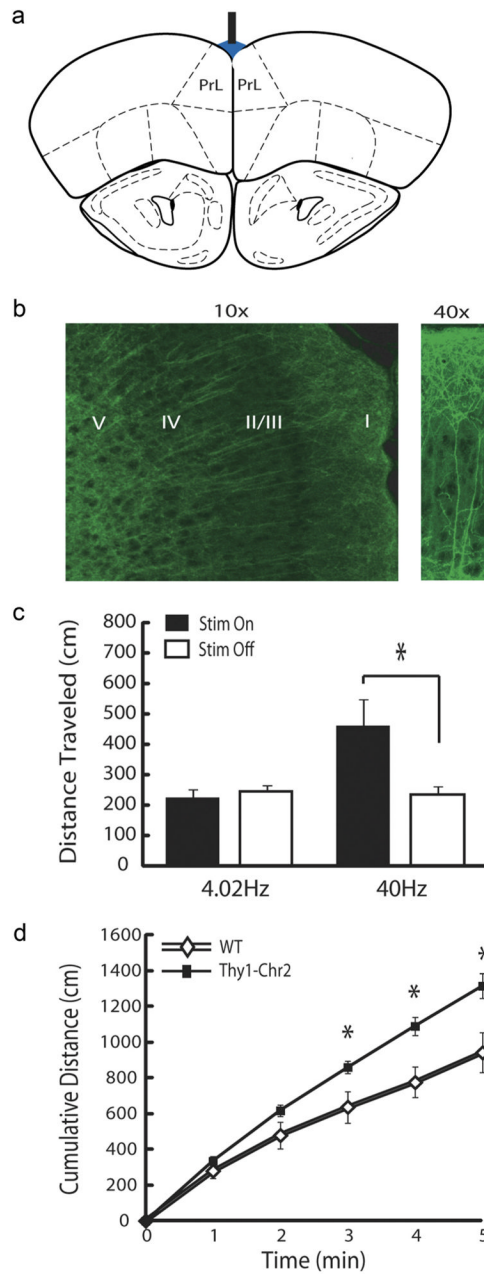 a
PrL PrL
b
10x 40x
V IV II/III I
c
800
700
600
500
400
300
200
100
0
Distance Traveled (cm)
Stim On
Stim Off
*
4.02Hz 40Hz
d
1600
1400
1200
1000
800
600
400
200
0
Cumulative Distance (cm)
WT
Thy1-Chr2
* * *
0 1 2 3 4 5
Time (min)